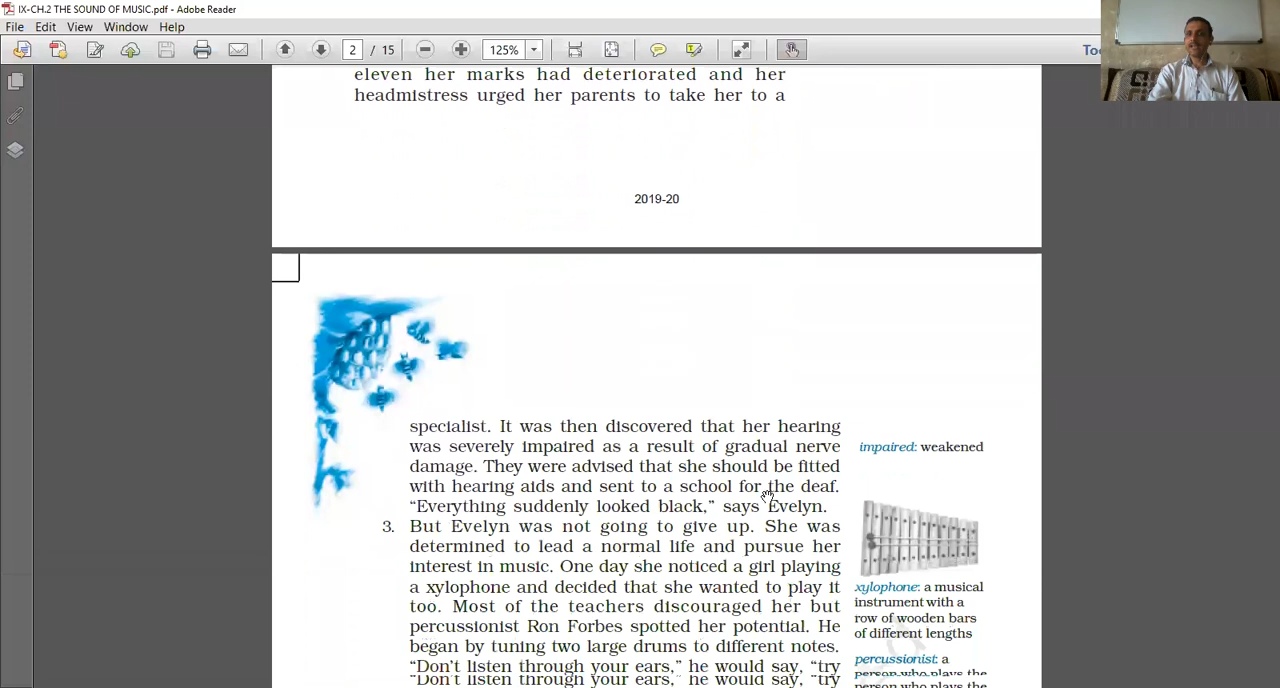 IX-CH.2 THE SOUND OF MUSIC.pdf - Adobe Reader
File Edit View Window Help
2 / 15 125%
eleven her marks had deteriorated and her
headmistress urged her parents to take her to a
2019-20
specialist. It was then discovered that her hearing
was severely impaired as a result of gradual nerve
damage. They were advised that she should be fitted
with hearing aids and sent to a school for the deaf.
“Everything suddenly looked black,” says Evelyn.
3. But Evelyn was not going to give up. She was
determined to lead a normal life and pursue her
interest in music. One day she noticed a girl playing
a xylophone and decided that she wanted to play it
too. Most of the teachers discouraged her but
percussionist Ron Forbes spotted her potential. He
began by tuning two large drums to different notes.
“Don’t listen through your ears,” he would say, “try
“Don’t listen through your ears,” he would say, “try
impaired: weakened
xylophone: a musical
instrument with a
row of wooden bars
of different lengths
percussionist: a
person who plays the
person who plays the